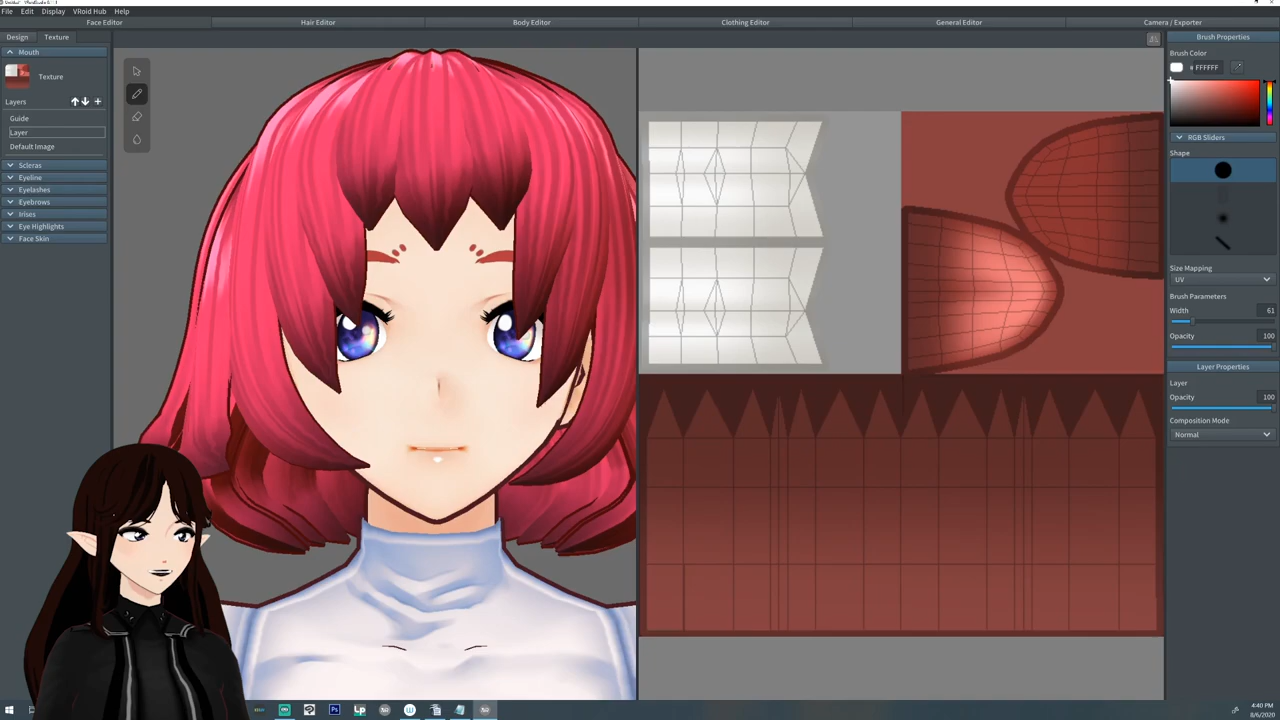 File Edit Display VRoid Hub Help
Face Editor Hair Editor Body Editor Clothing Editor General Editor Camera / Exporter
Design Texture
Mouth
Texture
Layers
Guide
Layer
Default Image
Scleras
Eyeline
Eyelashes
Eyebrows
Irises
Eye Highlights
Face Skin
Brush Properties
Brush Color
# FFFFFF
RGB Sliders
Shape
Size Mapping
UV
Brush Parameters
Width 61
Opacity 100
Layer Properties
Layer
Opacity 100
Composition Mode
Normal
Ps
4:40 PM
8/6/2020